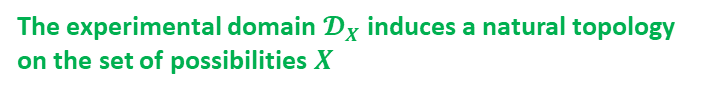 The experimental domain 𝒟_X induces a natural topology
on the set of possibilities X